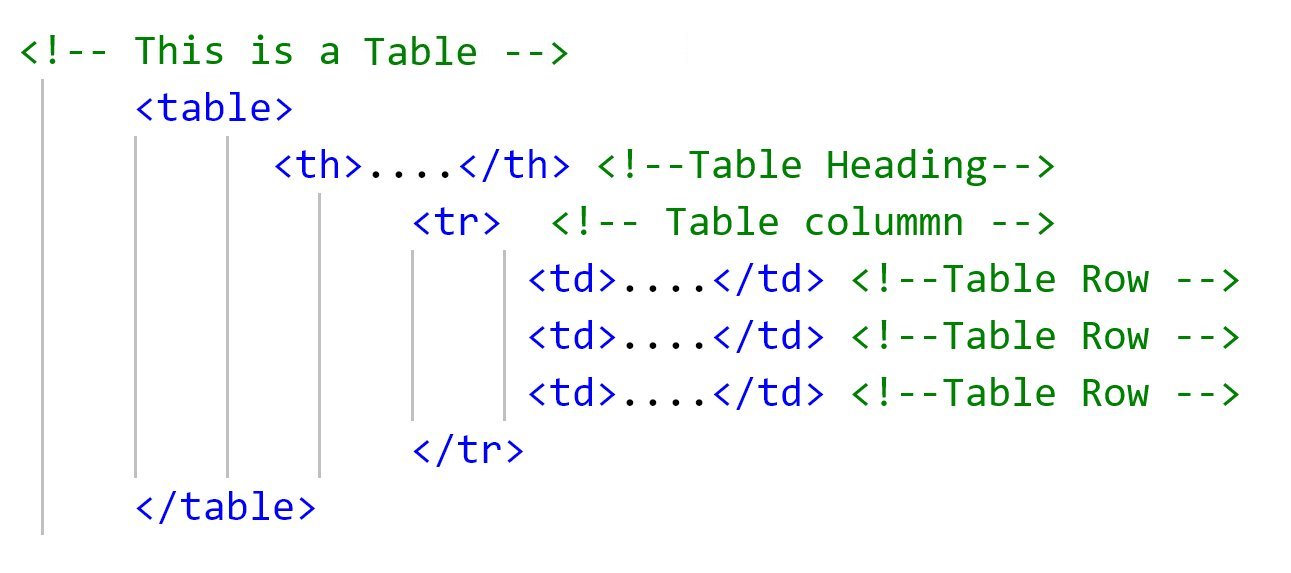 <!-- This is a Table -->
<table>
<th>....</th> <!--Table Heading-->
<tr> <!-- Table colummn -->
<td>....</td> <!--Table Row -->
<td>....</td> <!--Table Row -->
<td>....</td> <!--Table Row -->
</tr>
</table>